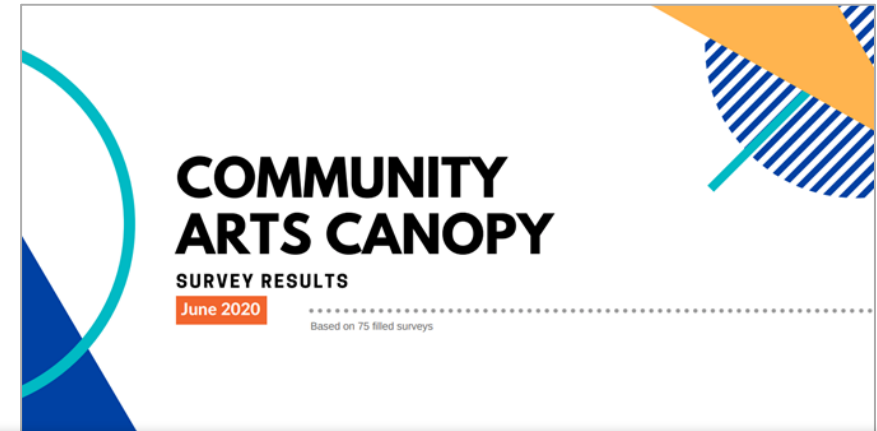 COMMUNITY
ARTS CANOPY
SURVEY RESULTS
June 2020
Based on 75 filled surveys